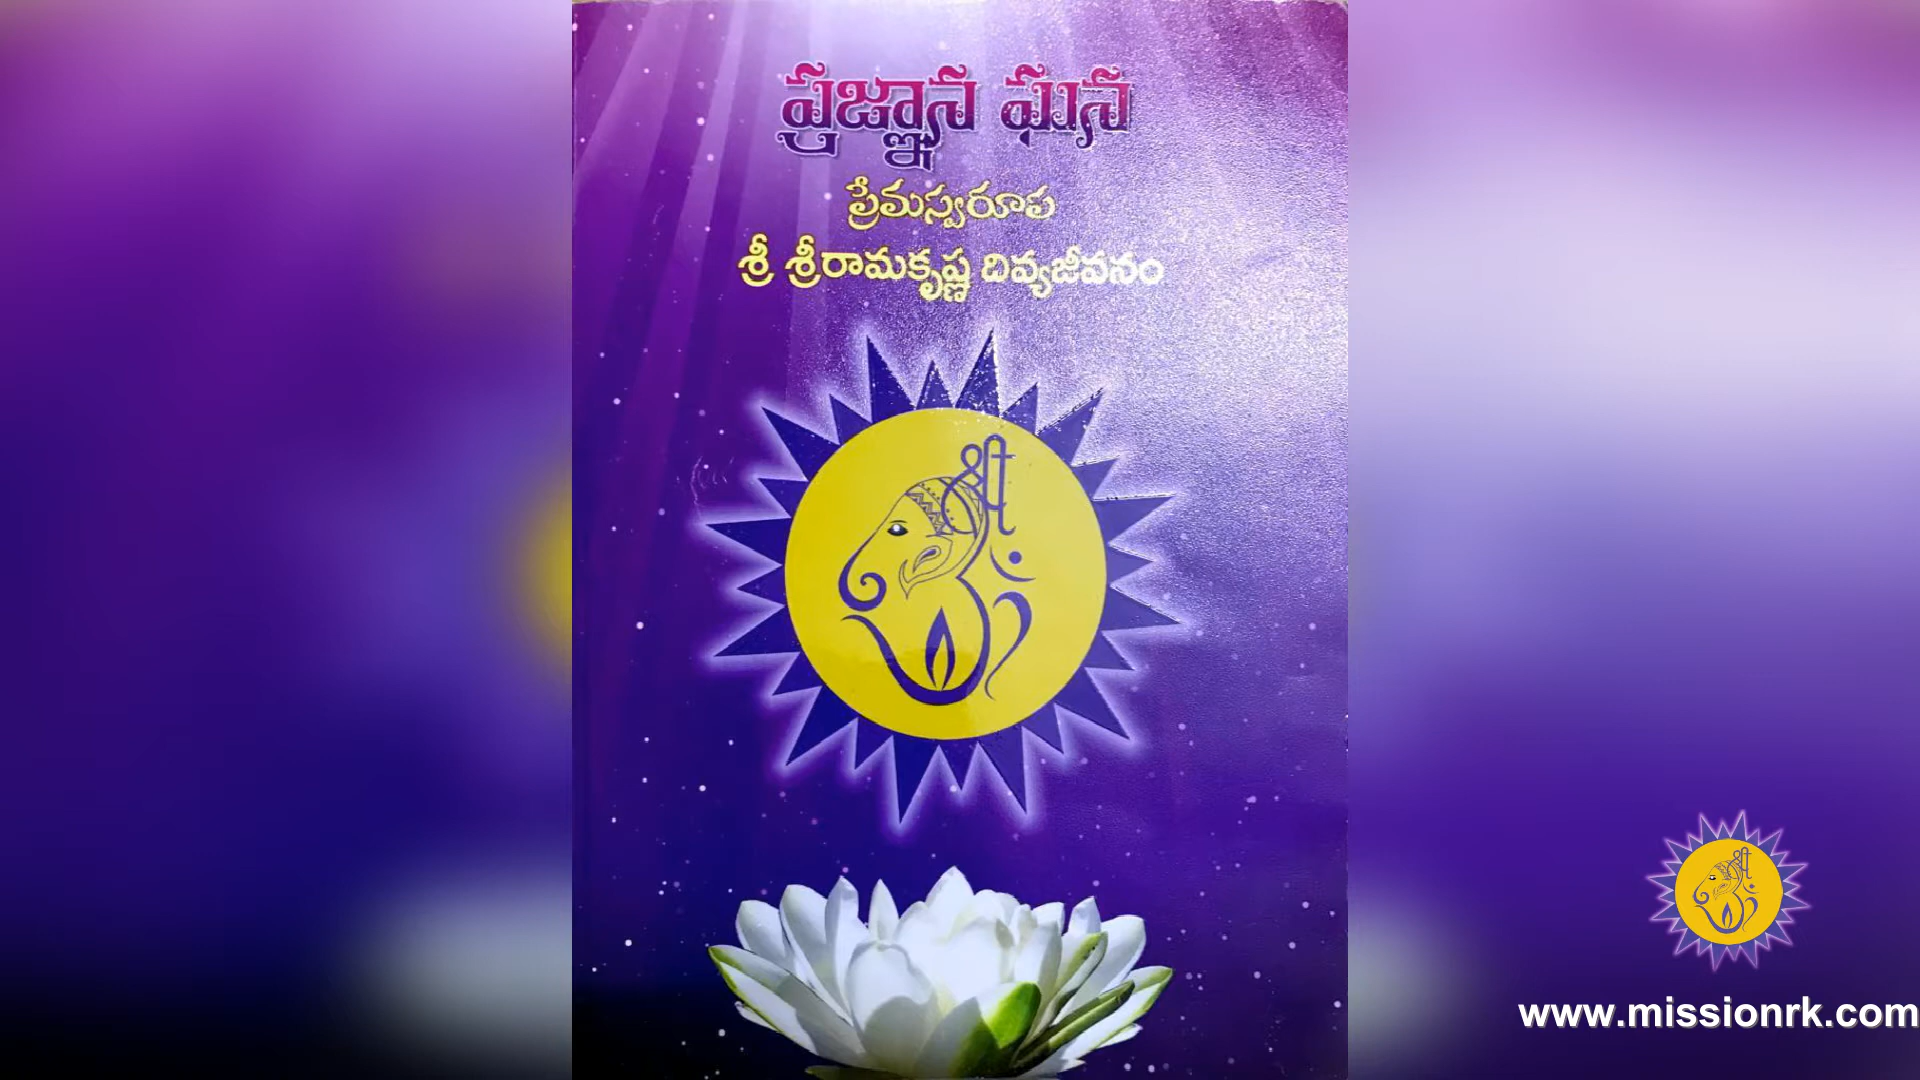 ప్రజ్ఞాన ఘన
ప్రేమస్వరూప
శ్రీ శ్రీరామకృష్ణ దివ్యజీవనం
श्री
www.missionrk.com